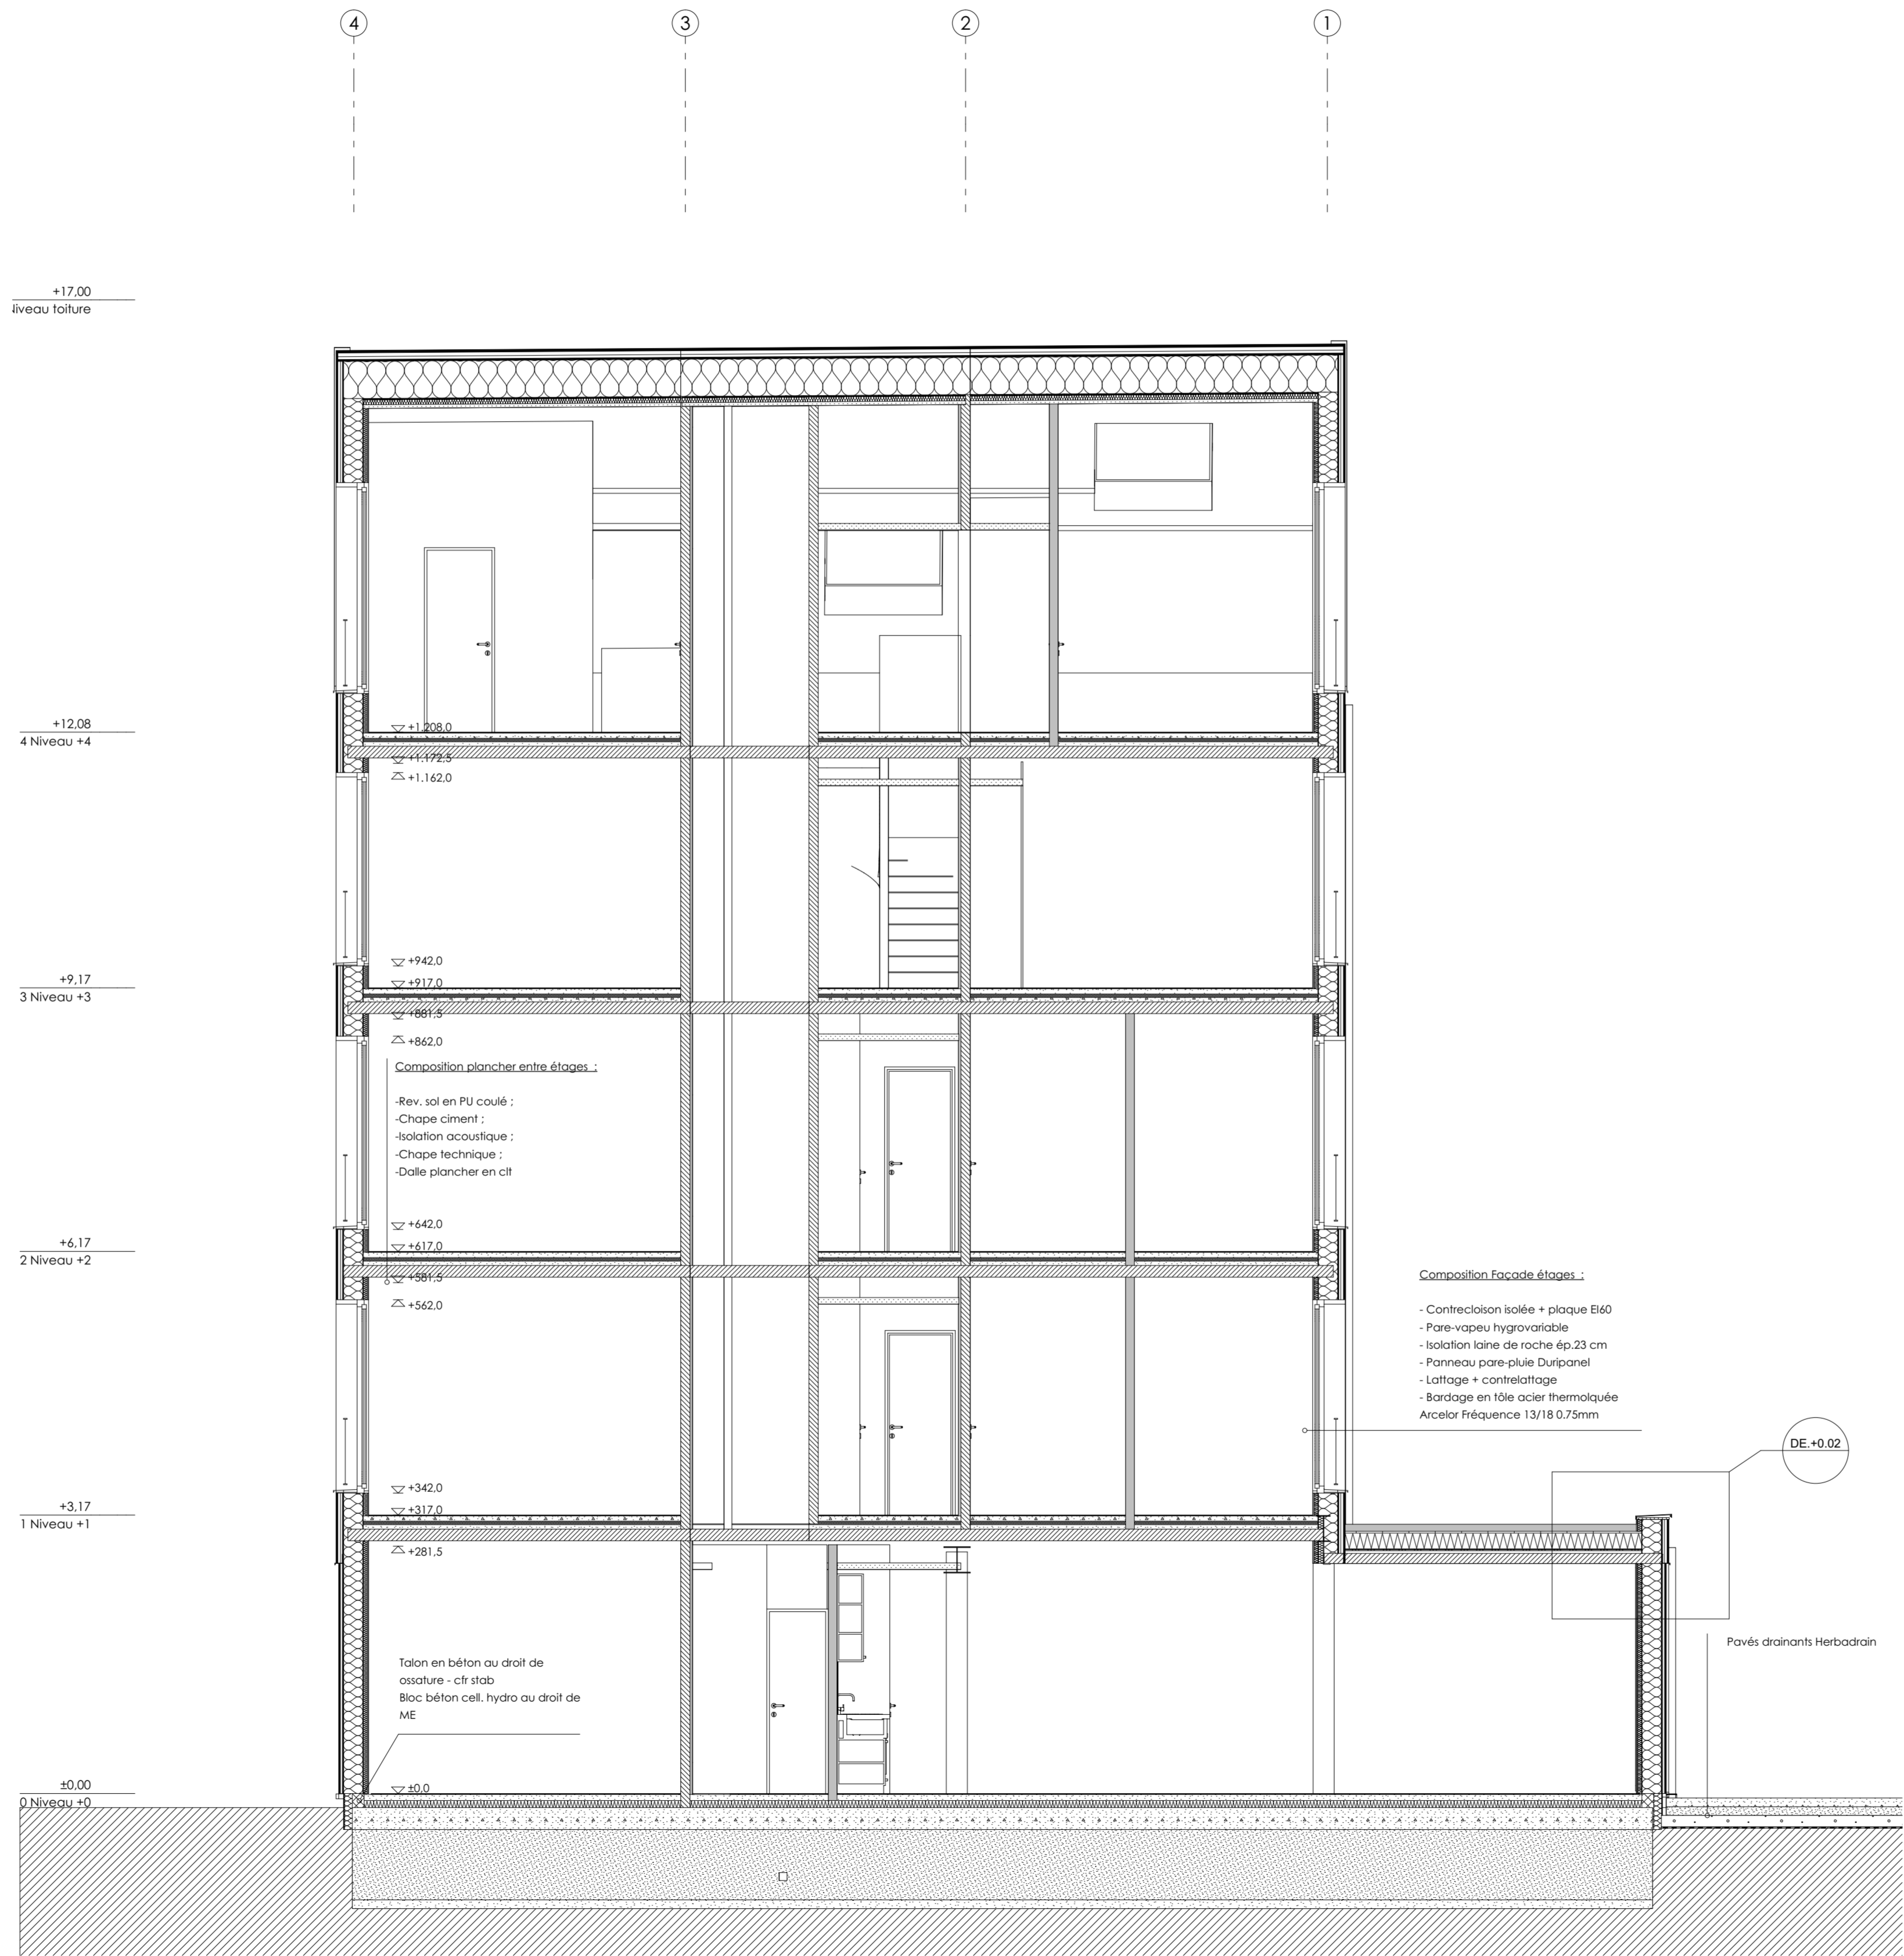 4
3
2
1
+17,00
Niveau toiture
+12,08
4 Niveau +4
+1.208,0
+1.172,5
+1.162,0
+942,0
+9,17
3 Niveau +3
+917,0
+881,5
+862,0
Composition plancher entre étages :
-Rev. sol en PU coulé ;
-Chape ciment ;
-Isolation acoustique ;
-Chape technique ;
-Dalle plancher en clt
+642,0
+6,17
2 Niveau +2
+617,0
+581,5
+562,0
Composition Façade étages :
- Contrecloison isolée + plaque EI60
- Pare-vapeu hygrovariable
- Isolation laine de roche ép.23 cm
- Panneau pare-pluie Duripanel
- Lattage + contrelattage
- Bardage en tôle acier thermolquée
Arcelor Fréquence 13/18 0.75mm
DE.+0.02
+342,0
+3,17
1 Niveau +1
+317,0
+281,5
Pavés drainants Herbadrain
Talon en béton au droit de
ossature - cfr stab
Bloc béton cell. hydro au droit de
ME
±0,00
0 Niveau +0
±0,0